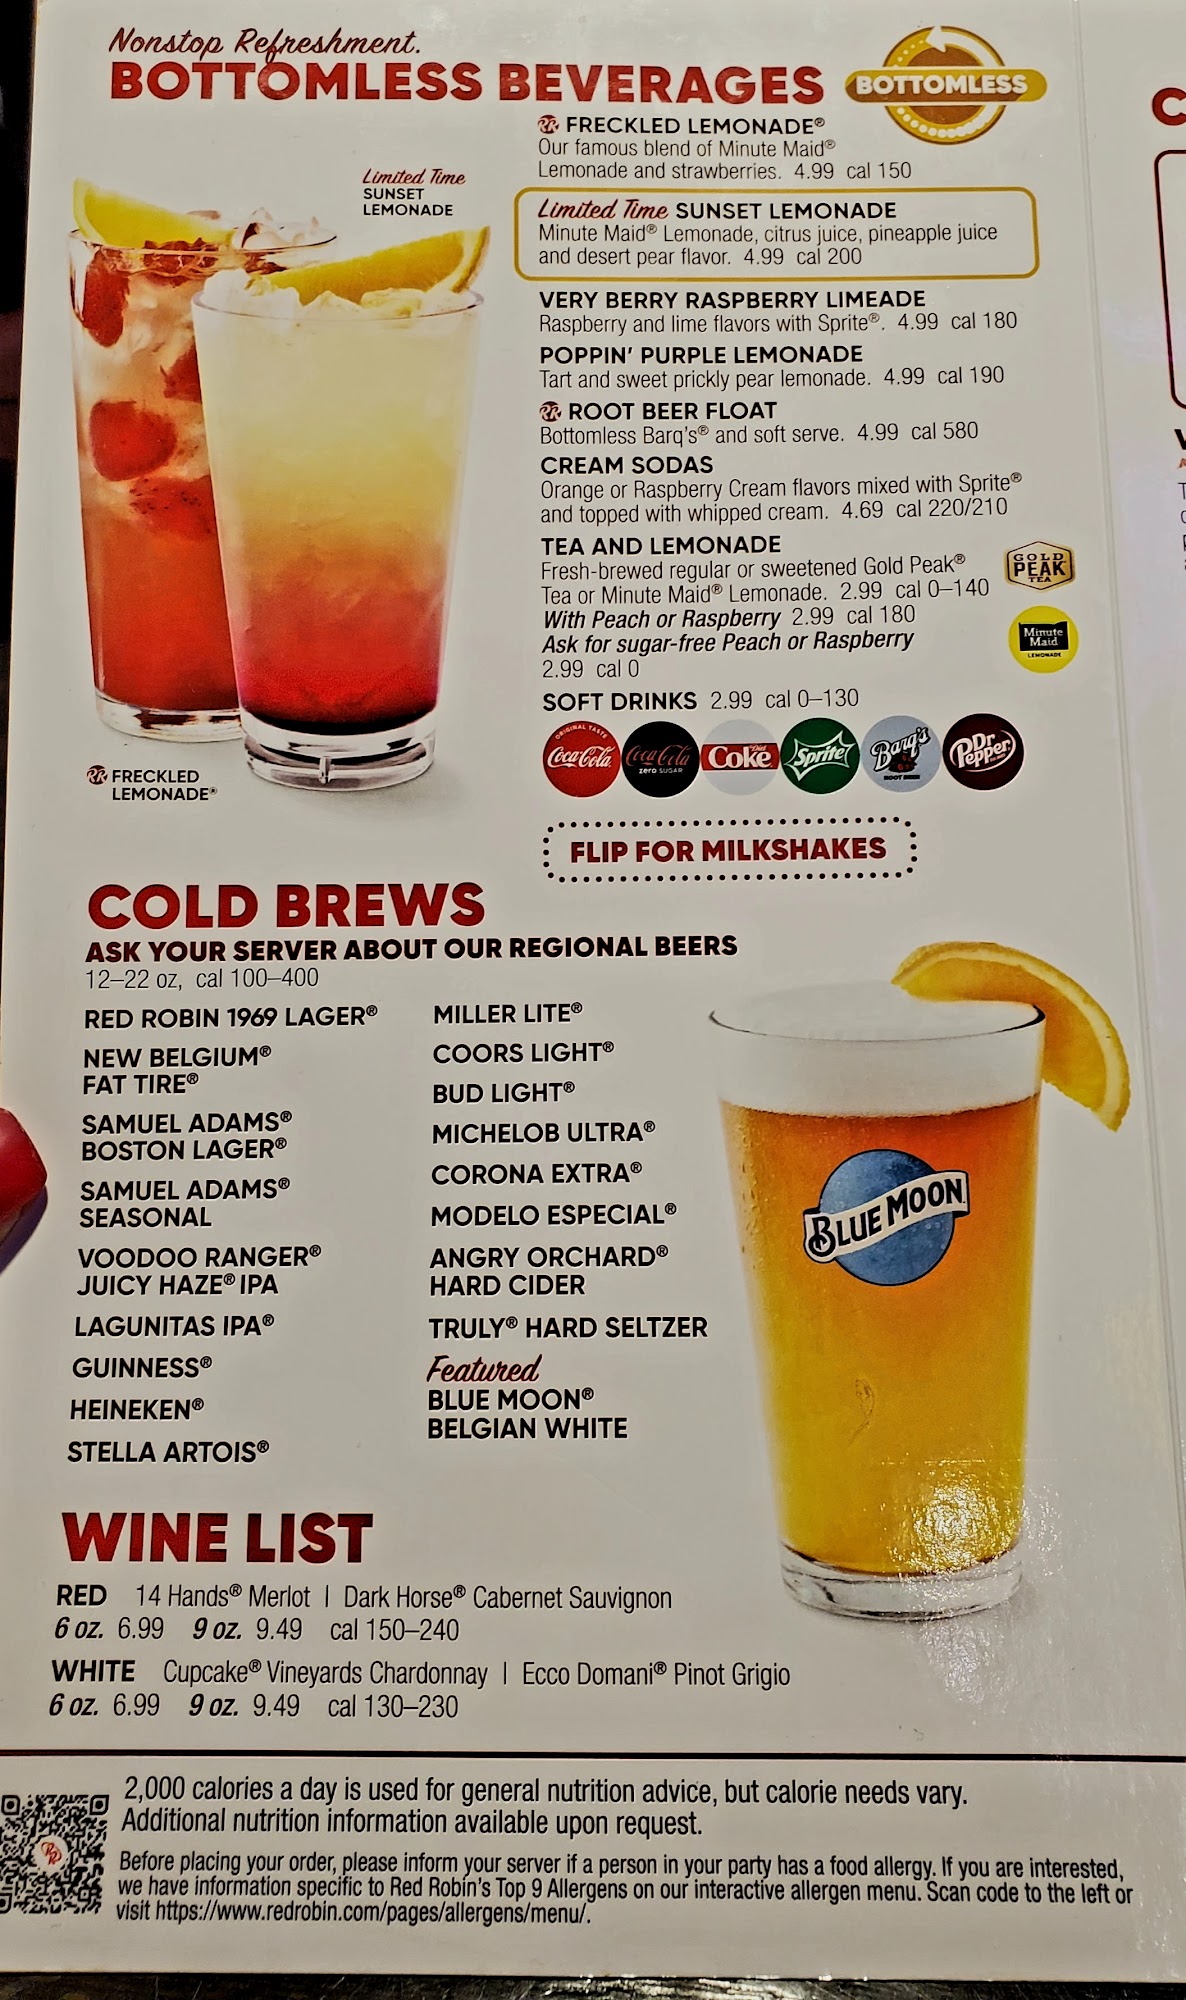 Nonstop Refreshment.
BOTTOMLESS BEVERAGES
BOTTOMLESS
Limited Time
SUNSET
LEMONADE
RR FRECKLED
LEMONADE®
RR FRECKLED LEMONADE®
Our famous blend of Minute Maid®
Lemonade and strawberries. 4.99 cal 150
Limited Time SUNSET LEMONADE
Minute Maid® Lemonade, citrus juice, pineapple juice
and desert pear flavor. 4.99 cal 200
VERY BERRY RASPBERRY LIMEADE
Raspberry and lime flavors with Sprite®. 4.99 cal 180
POPPIN' PURPLE LEMONADE
Tart and sweet prickly pear lemonade. 4.99 cal 190
RR ROOT BEER FLOAT
Bottomless Barq's® and soft serve. 4.99 cal 580
CREAM SODAS
Orange or Raspberry Cream flavors mixed with Sprite®
and topped with whipped cream. 4.69 cal 220/210
TEA AND LEMONADE
Fresh-brewed regular or sweetened Gold Peak®
Tea or Minute Maid® Lemonade. 2.99 cal 0–140
With Peach or Raspberry 2.99 cal 180
Ask for sugar-free Peach or Raspberry
2.99 cal 0
GOLD
PEAK
TEA
Minute
Maid
LEMONADE
SOFT DRINKS 2.99 cal 0–130
ORIGINAL TASTE
Coca-Cola
Coca-Cola
ZERO SUGAR
Diet
Coke
Sprite
Barq's
ROOT BEER
Dr
Pepper
FLIP FOR MILKSHAKES
COLD BREWS
ASK YOUR SERVER ABOUT OUR REGIONAL BEERS
12–22 oz, cal 100–400
RED ROBIN 1969 LAGER®
NEW BELGIUM®
FAT TIRE®
SAMUEL ADAMS®
BOSTON LAGER®
SAMUEL ADAMS®
SEASONAL
VOODOO RANGER®
JUICY HAZE® IPA
LAGUNITAS IPA®
GUINNESS®
HEINEKEN®
STELLA ARTOIS®
MILLER LITE®
COORS LIGHT®
BUD LIGHT®
MICHELOB ULTRA®
CORONA EXTRA®
MODELO ESPECIAL®
ANGRY ORCHARD®
HARD CIDER
TRULY® HARD SELTZER
Featured
BLUE MOON®
BELGIAN WHITE
BLUE MOON
WINE LIST
RED 14 Hands® Merlot | Dark Horse® Cabernet Sauvignon
6 oz. 6.99 9 oz. 9.49 cal 150–240
WHITE Cupcake® Vineyards Chardonnay | Ecco Domani® Pinot Grigio
6 oz. 6.99 9 oz. 9.49 cal 130–230
2,000 calories a day is used for general nutrition advice, but calorie needs vary.
Additional nutrition information available upon request.
Before placing your order, please inform your server if a person in your party has a food allergy. If you are interested,
we have information specific to Red Robin's Top 9 Allergens on our interactive allergen menu. Scan code to the left or
visit https://www.redrobin.com/pages/allergens/menu/.